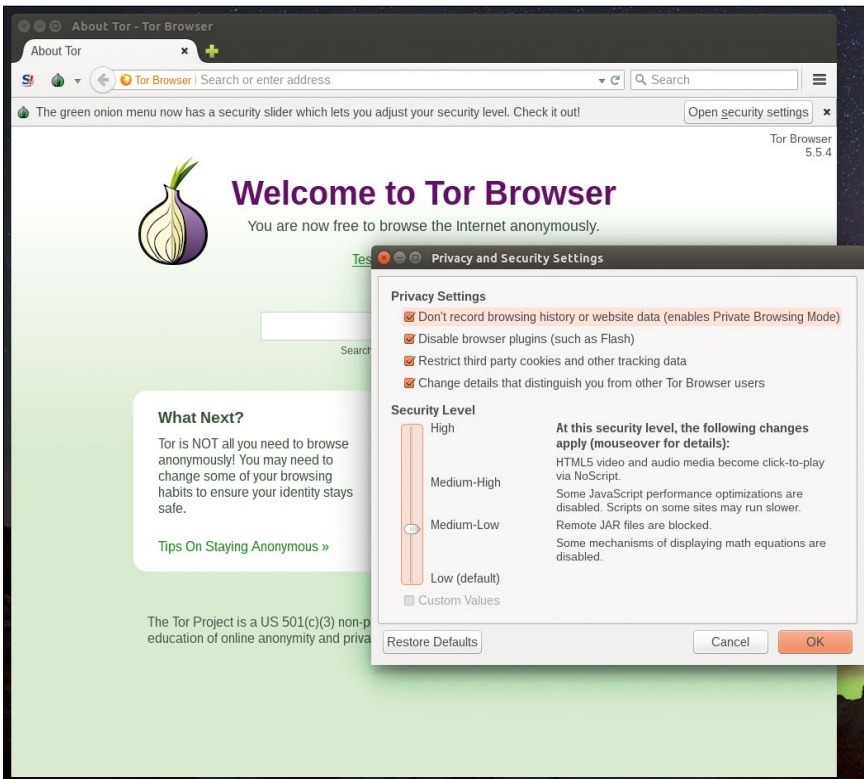 About Tor - Tor Browser
About Tor
S!
Tor Browser
Search or enter address
Search
The green onion menu now has a security slider which lets you adjust your security level. Check it out!
Open security settings
Tor Browser
5.5.4
Welcome to Tor Browser
You are now free to browse the Internet anonymously.
Tes
Search
What Next?
Tor is NOT all you need to browse
anonymously! You may need to
change some of your browsing
habits to ensure your identity stays
safe.
Tips On Staying Anonymous »
The Tor Project is a US 501(c)(3) non-p
education of online anonymity and priva
Privacy and Security Settings
Privacy Settings
Don't record browsing history or website data (enables Private Browsing Mode)
Disable browser plugins (such as Flash)
Restrict third party cookies and other tracking data
Change details that distinguish you from other Tor Browser users
Security Level
High
Medium-High
Medium-Low
Low (default)
Custom Values
At this security level, the following changes
apply (mouseover for details):
HTML5 video and audio media become click-to-play
via NoScript.
Some JavaScript performance optimizations are
disabled. Scripts on some sites may run slower.
Remote JAR files are blocked.
Some mechanisms of displaying math equations are
disabled.
Restore Defaults
Cancel
OK